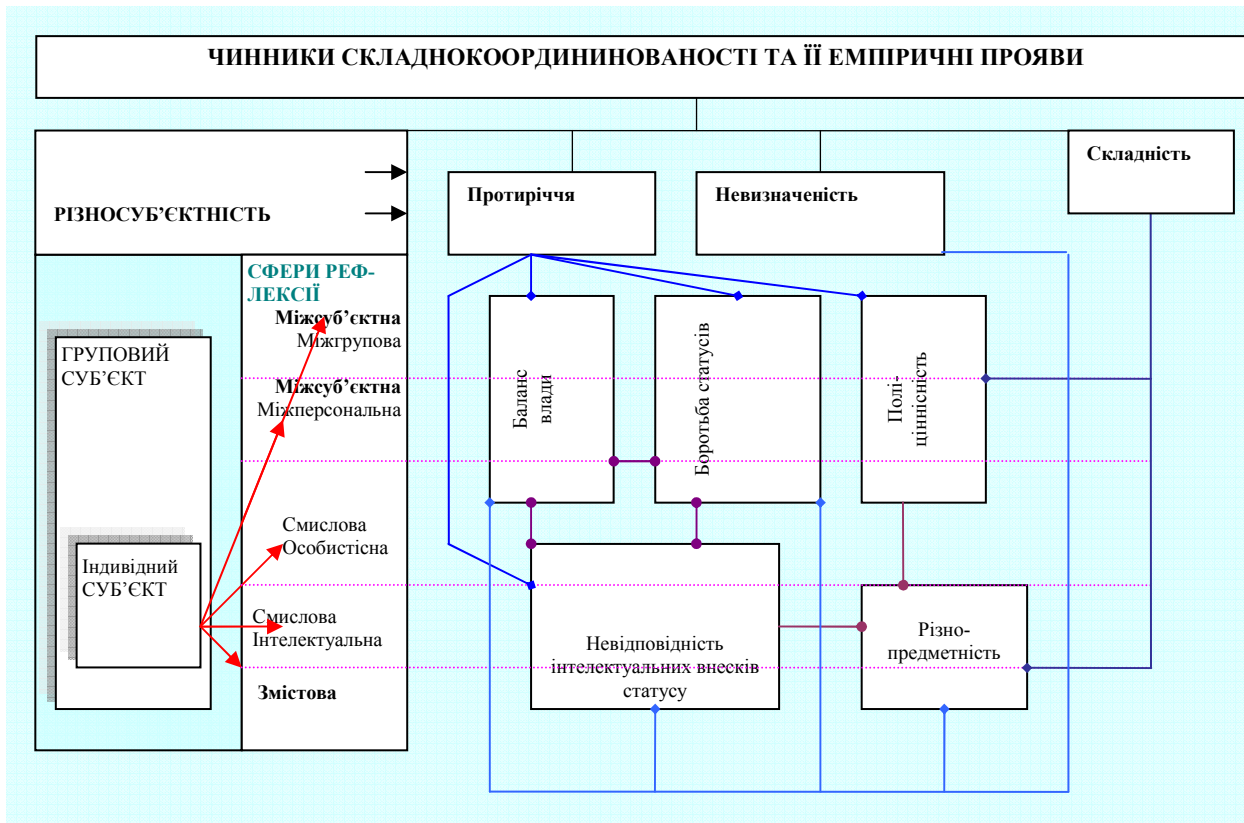 ЧИННИКИ СКЛАДНОКООРДИНИНОВАНОСТІ ТА ЇЇ ЕМПІРИЧНІ ПРОЯВИ
РІЗНОСУБ’ЄКТНІСТЬ
Протиріччя
Невизначеність
Складність
СФЕРИ РЕФ-
ЛЕКСІЇ
Міжсуб’єктна
Міжгрупова
Міжсуб’єктна
Міжперсональна
Смислова
Особистісна
Смислова
Інтелектуальна
Змістова
ГРУПОВИЙ
СУБ’ЄКТ
Індивідний
СУБ’ЄКТ
Баланс
влади
Боротьба статусів
Полі-
ціннісність
Невідповідність
інтелектуальних внесків
статусу
Різно-
предметність